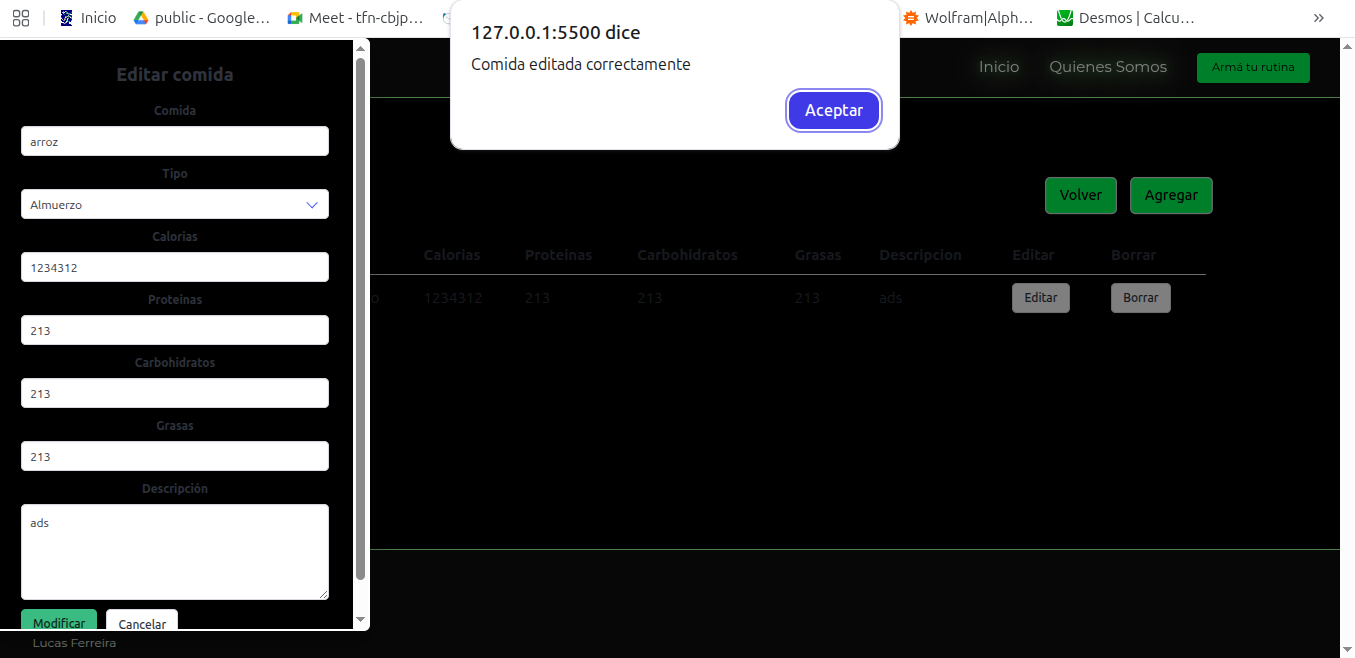 Inicio
public - Google...
Meet - tfn-cbjp...
Wolfram|Alph...
Desmos | Calcu...
»
127.0.0.1:5500 dice
Comida editada correctamente
Aceptar
Inicio
Quienes Somos
Armá tu rutina
Editar comida
Comida
arroz
Tipo
Almuerzo
Calorias
1234312
Proteinas
213
Carbohidratos
213
Grasas
213
Descripción
ads
Modificar
Cancelar
Volver
Agregar
Calorias
Proteinas
Carbohidratos
Grasas
Descripcion
Editar
Borrar
o
1234312
213
213
213
ads
Editar
Borrar
Lucas Ferreira